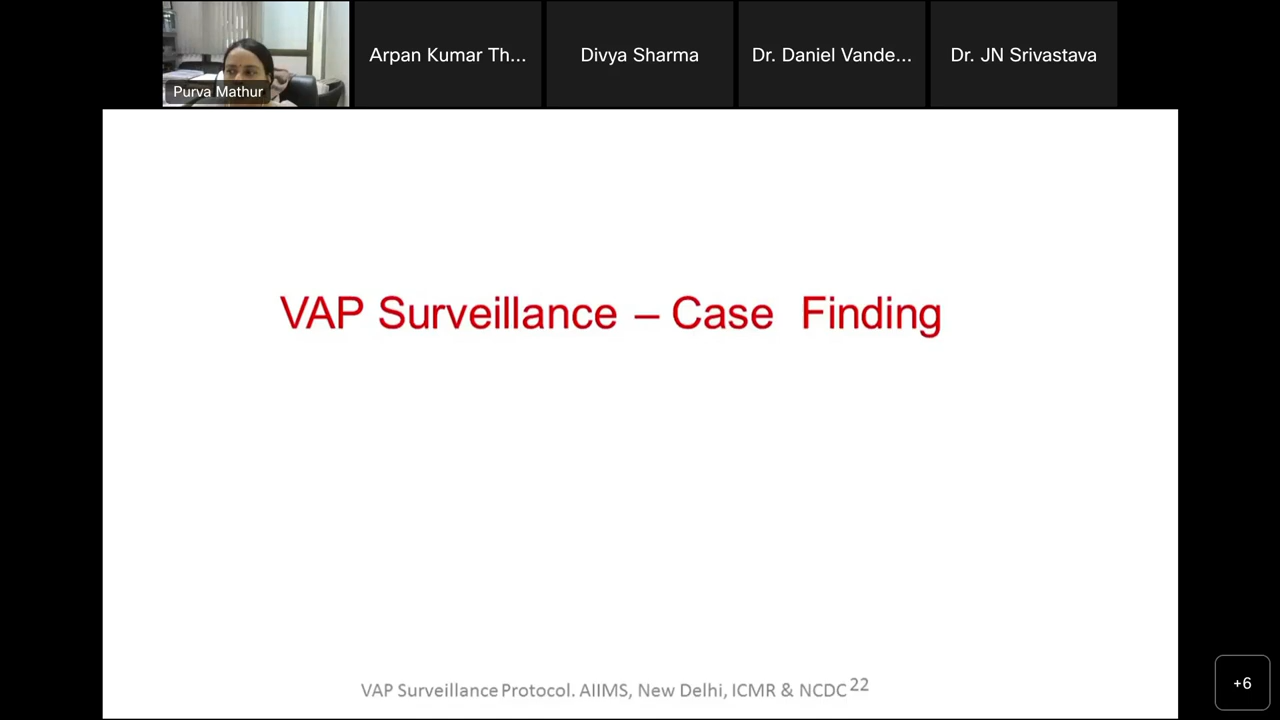 Purva Mathur
Arpan Kumar Th...
Divya Sharma
Dr. Daniel Vande...
Dr. JN Srivastava
VAP Surveillance – Case Finding
VAP Surveillance Protocol. AIIMS, New Delhi, ICMR & NCDC 22
+6